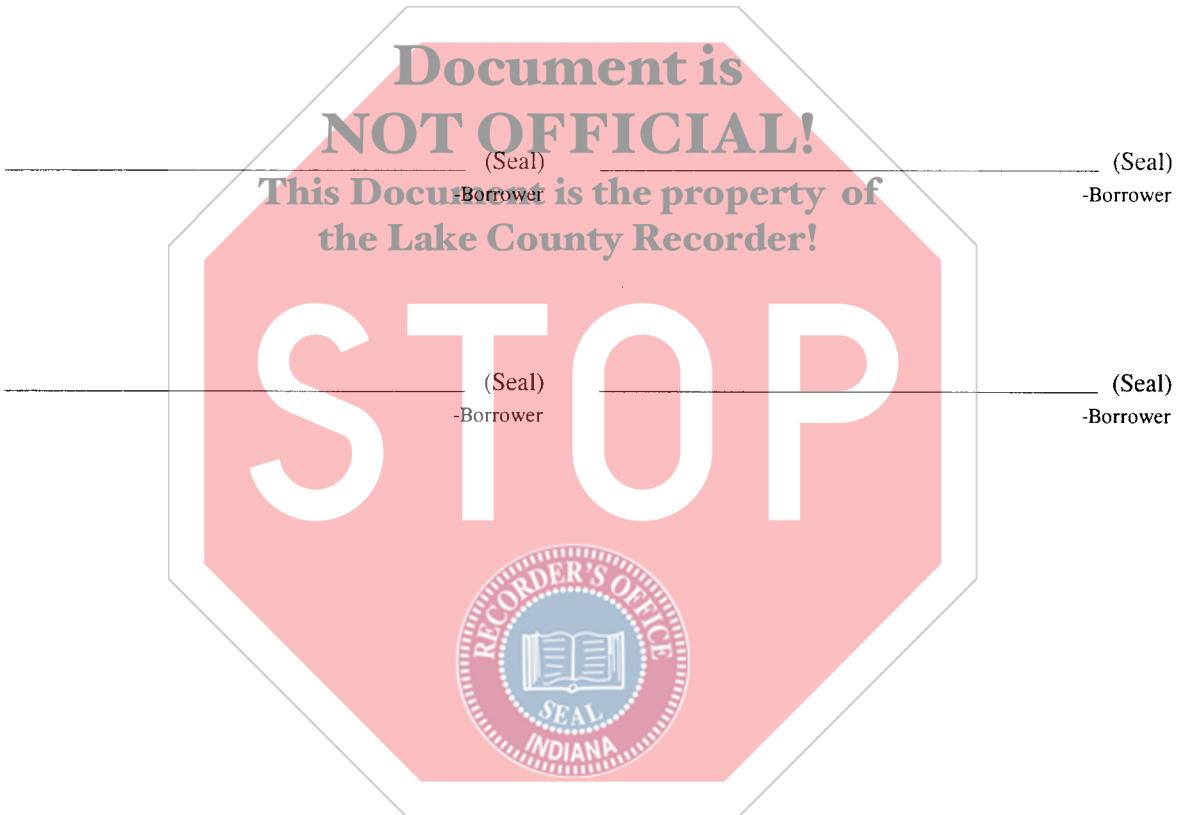 Document is
NOT OFFICIAL!
(Seal) (Seal)
-Borrower -Borrower
This Document is the property of
the Lake County Recorder!
STOP
(Seal) (Seal)
-Borrower -Borrower
RECORDER'S OFFICE
SEAL
INDIANA